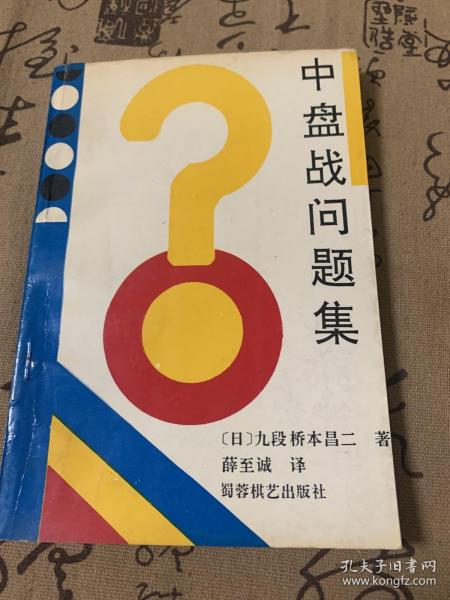 中盘战问题集
〔日〕九段 桥本昌二 著
薛至诚 译
蜀蓉棋艺出版社
孔夫子旧书网
www.kongfz.com